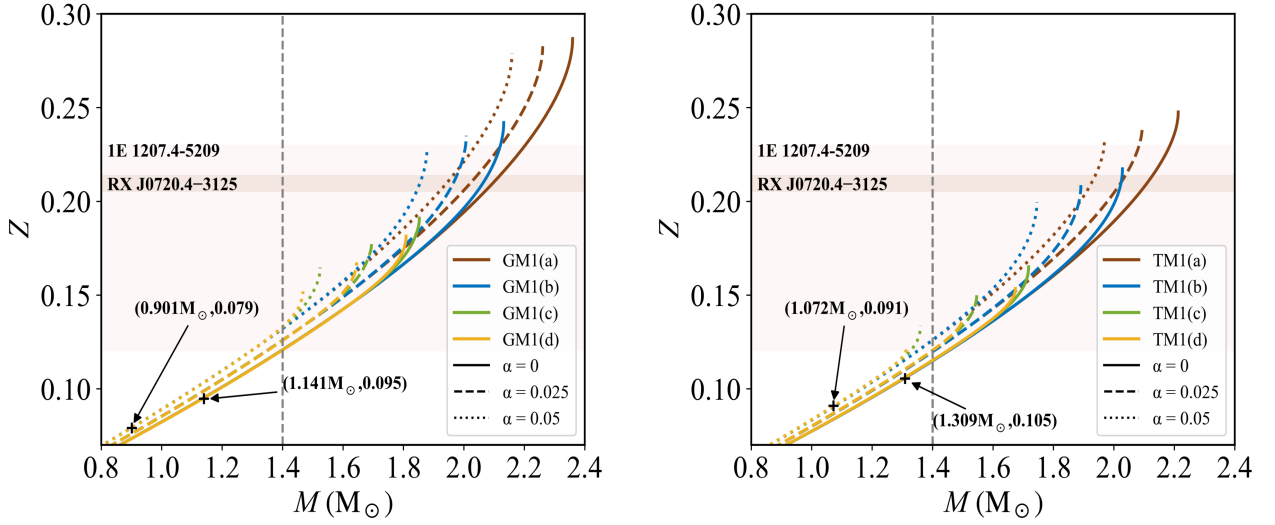 0.30
0.25
0.20
0.15
0.10
Z
1E 1207.4-5209
RX J0720.4−3125
(0.901M⊙,0.079)
(1.141M⊙,0.095)
GM1(a)
GM1(b)
GM1(c)
GM1(d)
α = 0
α = 0.025
α = 0.05
0.8 1.0 1.2 1.4 1.6 1.8 2.0 2.2 2.4
M (M⊙)
0.30
0.25
0.20
0.15
0.10
Z
1E 1207.4-5209
RX J0720.4−3125
(1.072M⊙,0.091)
(1.309M⊙,0.105)
TM1(a)
TM1(b)
TM1(c)
TM1(d)
α = 0
α = 0.025
α = 0.05
0.8 1.0 1.2 1.4 1.6 1.8 2.0 2.2 2.4
M (M⊙)